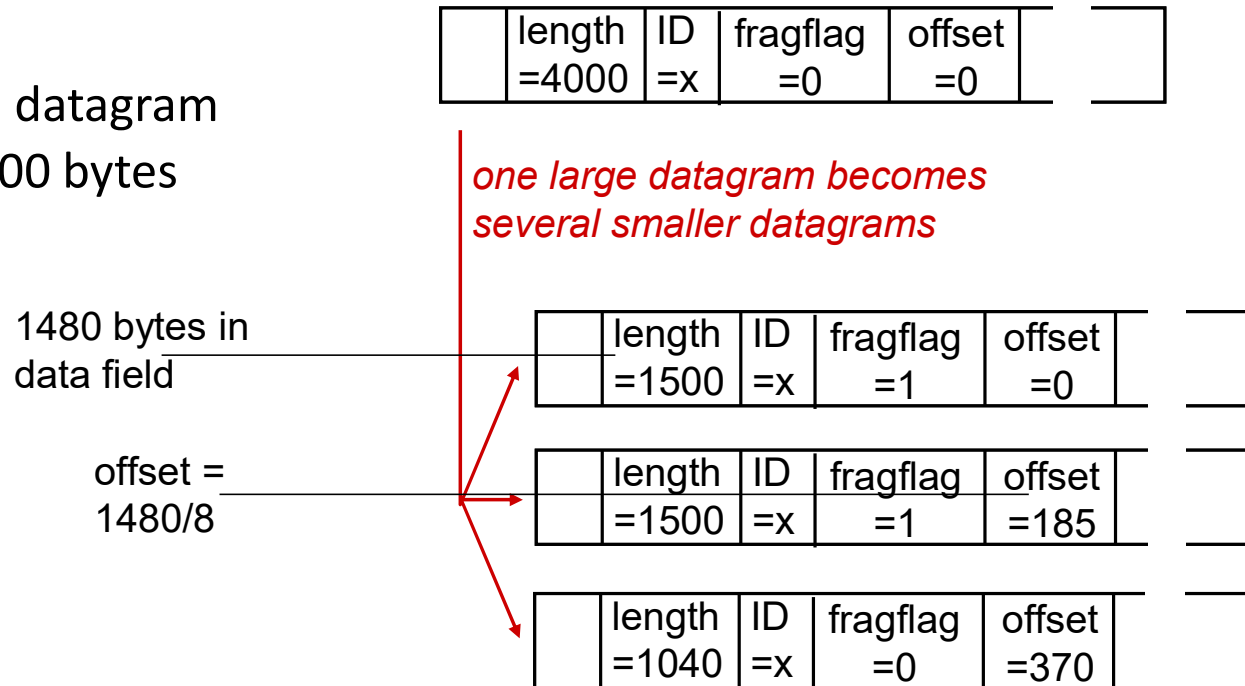 length ID fragflag offset
=4000 =x =0 =0
datagram
00 bytes
one large datagram becomes
several smaller datagrams
1480 bytes in
data field
length ID fragflag offset
=1500 =x =1 =0
offset =
1480/8
length ID fragflag offset
=1500 =x =1 =185
length ID fragflag offset
=1040 =x =0 =370